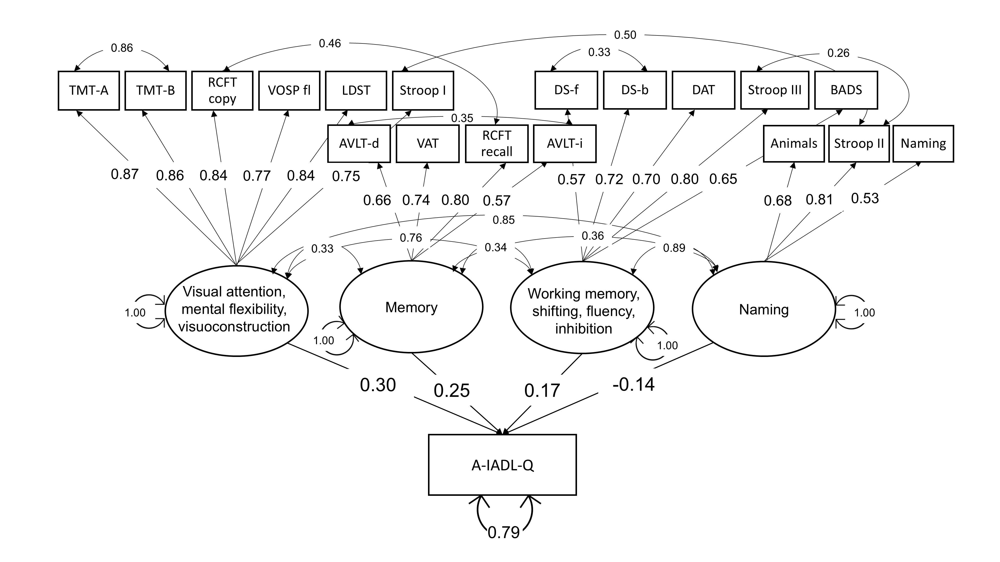 0.50
0.46
0.86
0.33
0.26
TMT-A
TMT-B
RCFT
copy
VOSP fl
LDST
Stroop I
DS-f
DS-b
DAT
Stroop III
BADS
0.35
AVLT-d
VAT
RCFT
recall
AVLT-i
Animals
Stroop II
Naming
0.87
0.86
0.84
0.77
0.84
0.75
0.57
0.72
0.70
0.80
0.65
0.66
0.74
0.80
0.57
0.68
0.81
0.53
0.85
0.76
0.36
0.33
0.34
0.89
Visual attention,
mental flexibility,
visuoconstruction
Memory
Working memory,
shifting, fluency,
inhibition
Naming
1.00
1.00
1.00
1.00
0.30
0.25
0.17
-0.14
A-IADL-Q
0.79